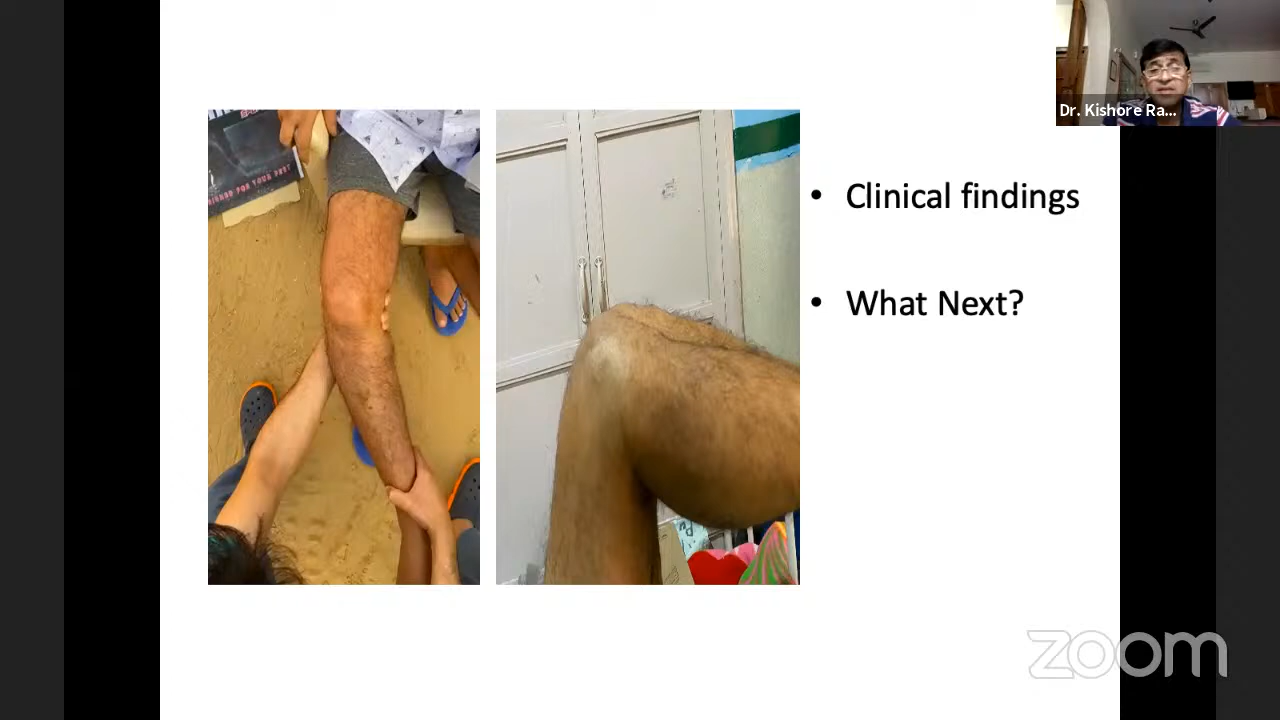 Dr. Kishore Ra...
• Clinical findings
• What Next?
zoom